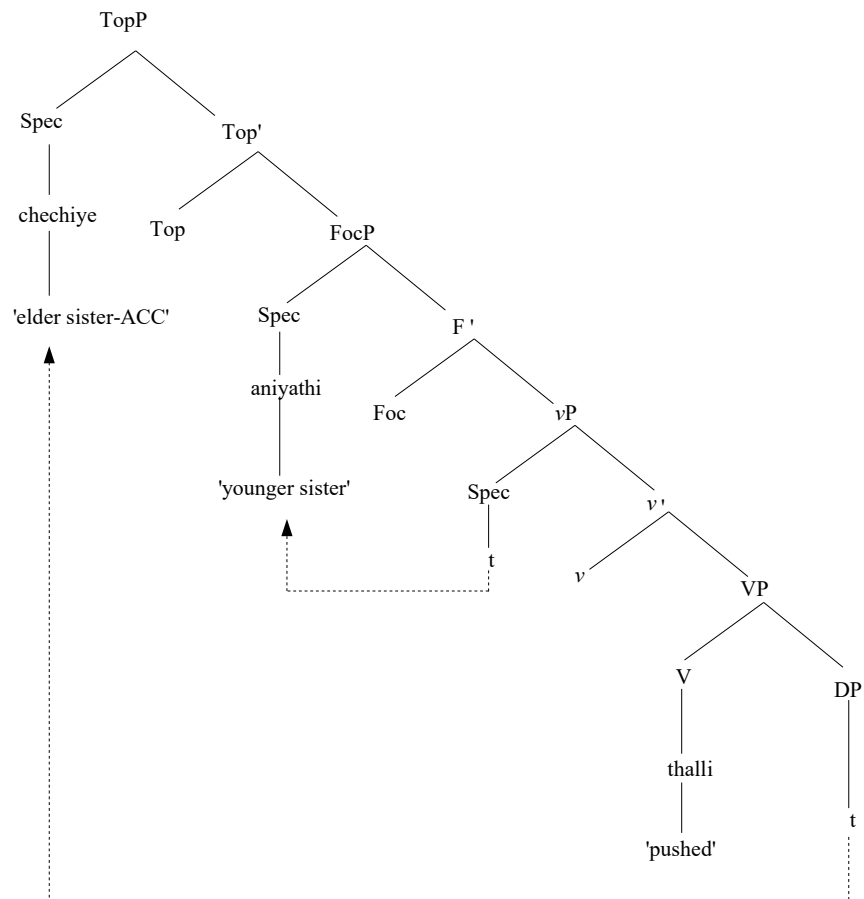 TopP
Spec
Top'
chechiye
Top
FocP
'elder sister-ACC'
Spec
F '
aniyathi
Foc
vP
'younger sister'
Spec
v '
t
v
VP
V
DP
thalli
t
'pushed'